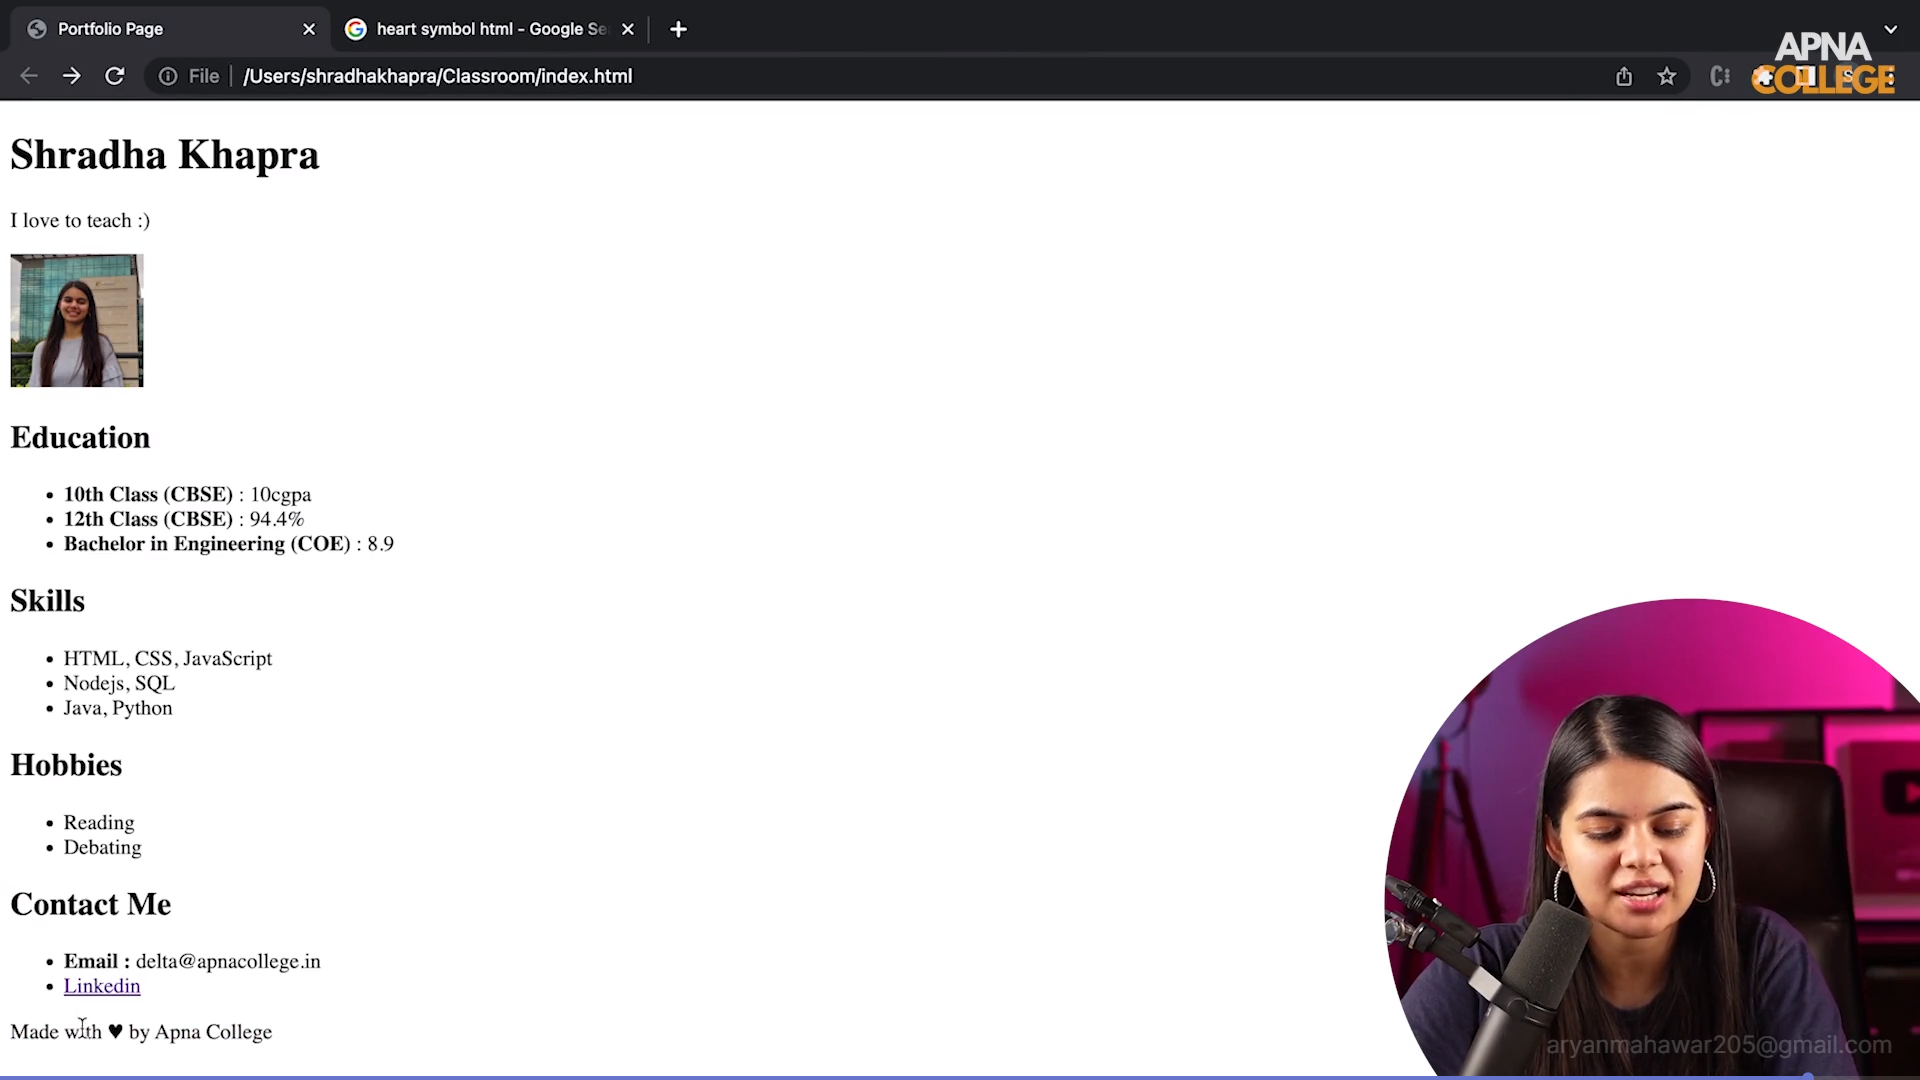 Portfolio Page
heart symbol html - Google Se
File
/Users/shradhakhapra/Classroom/index.html
APNA
COLLEGE
Shradha Khapra
I love to teach :)
Education
• 10th Class (CBSE) : 10cgpa
• 12th Class (CBSE) : 94.4%
• Bachelor in Engineering (COE) : 8.9
Skills
• HTML, CSS, JavaScript
• Nodejs, SQL
• Java, Python
Hobbies
• Reading
• Debating
Contact Me
• Email : delta@apnacollege.in
• Linkedin
Made with ♥ by Apna College
aryanmahawar205@gmail.com